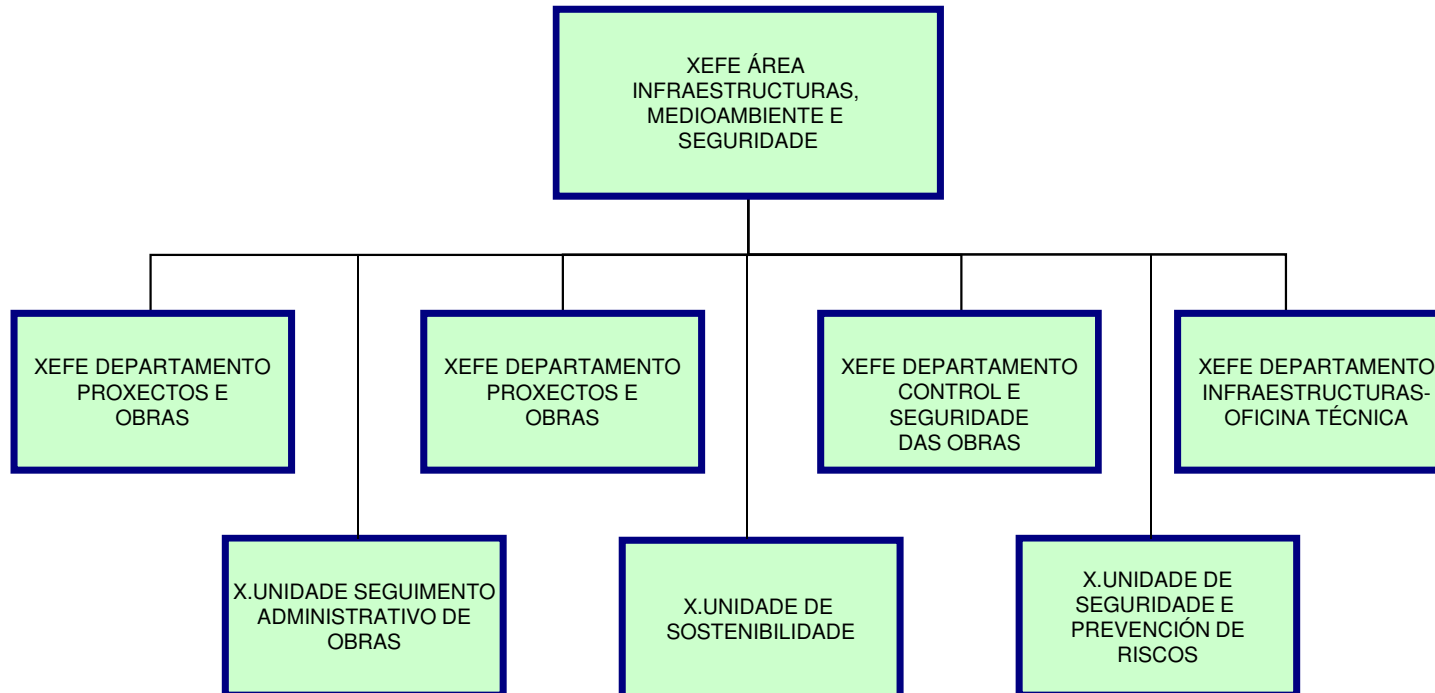 XEFE ÁREA
INFRAESTRUCTURAS,
MEDIOAMBIENTE E
SEGURIDADE
XEFE DEPARTAMENTO
PROXECTOS E
OBRAS
XEFE DEPARTAMENTO
PROXECTOS E
OBRAS
XEFE DEPARTAMENTO
CONTROL E
SEGURIDADE
DAS OBRAS
XEFE DEPARTAMENTO
INFRAESTRUCTURAS-
OFICINA TÉCNICA
X.UNIDADE SEGUIMENTO
ADMINISTRATIVO DE
OBRAS
X.UNIDADE DE
SOSTENIBILIDADE
X.UNIDADE DE
SEGURIDADE E
PREVENCIÓN DE
RISCOS